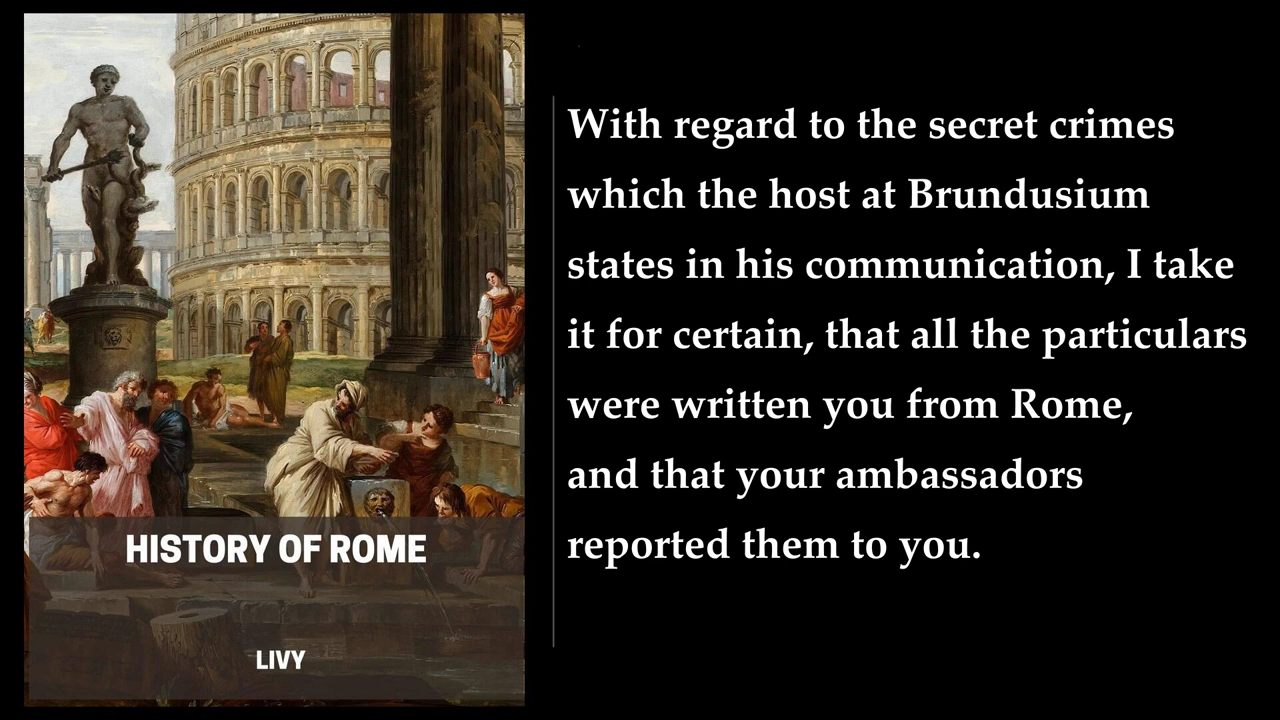 HISTORY OF ROME
LIVY
With regard to the secret crimes
which the host at Brundusium
states in his communication, I take
it for certain, that all the particulars
were written you from Rome,
and that your ambassadors
reported them to you.